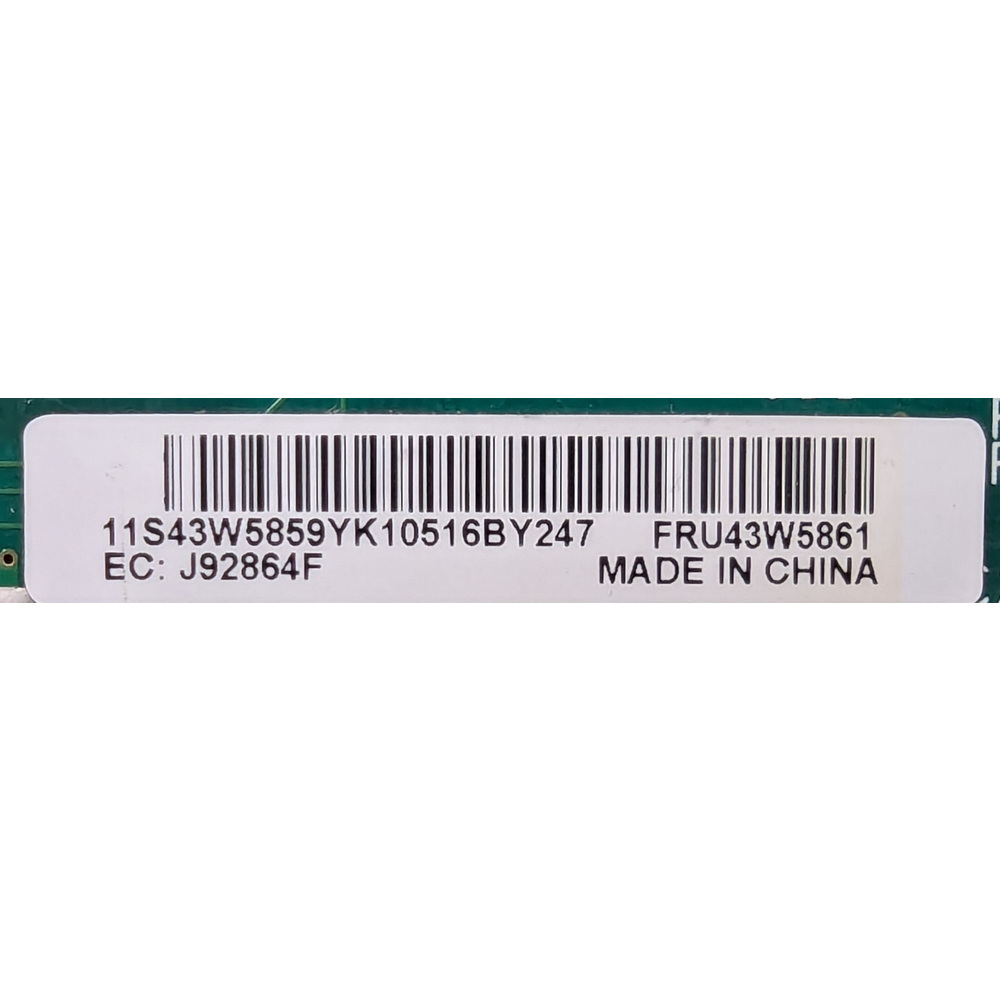 11S43W5859YK10516BY247 FRU43W5861
EC: J92864F MADE IN CHINA